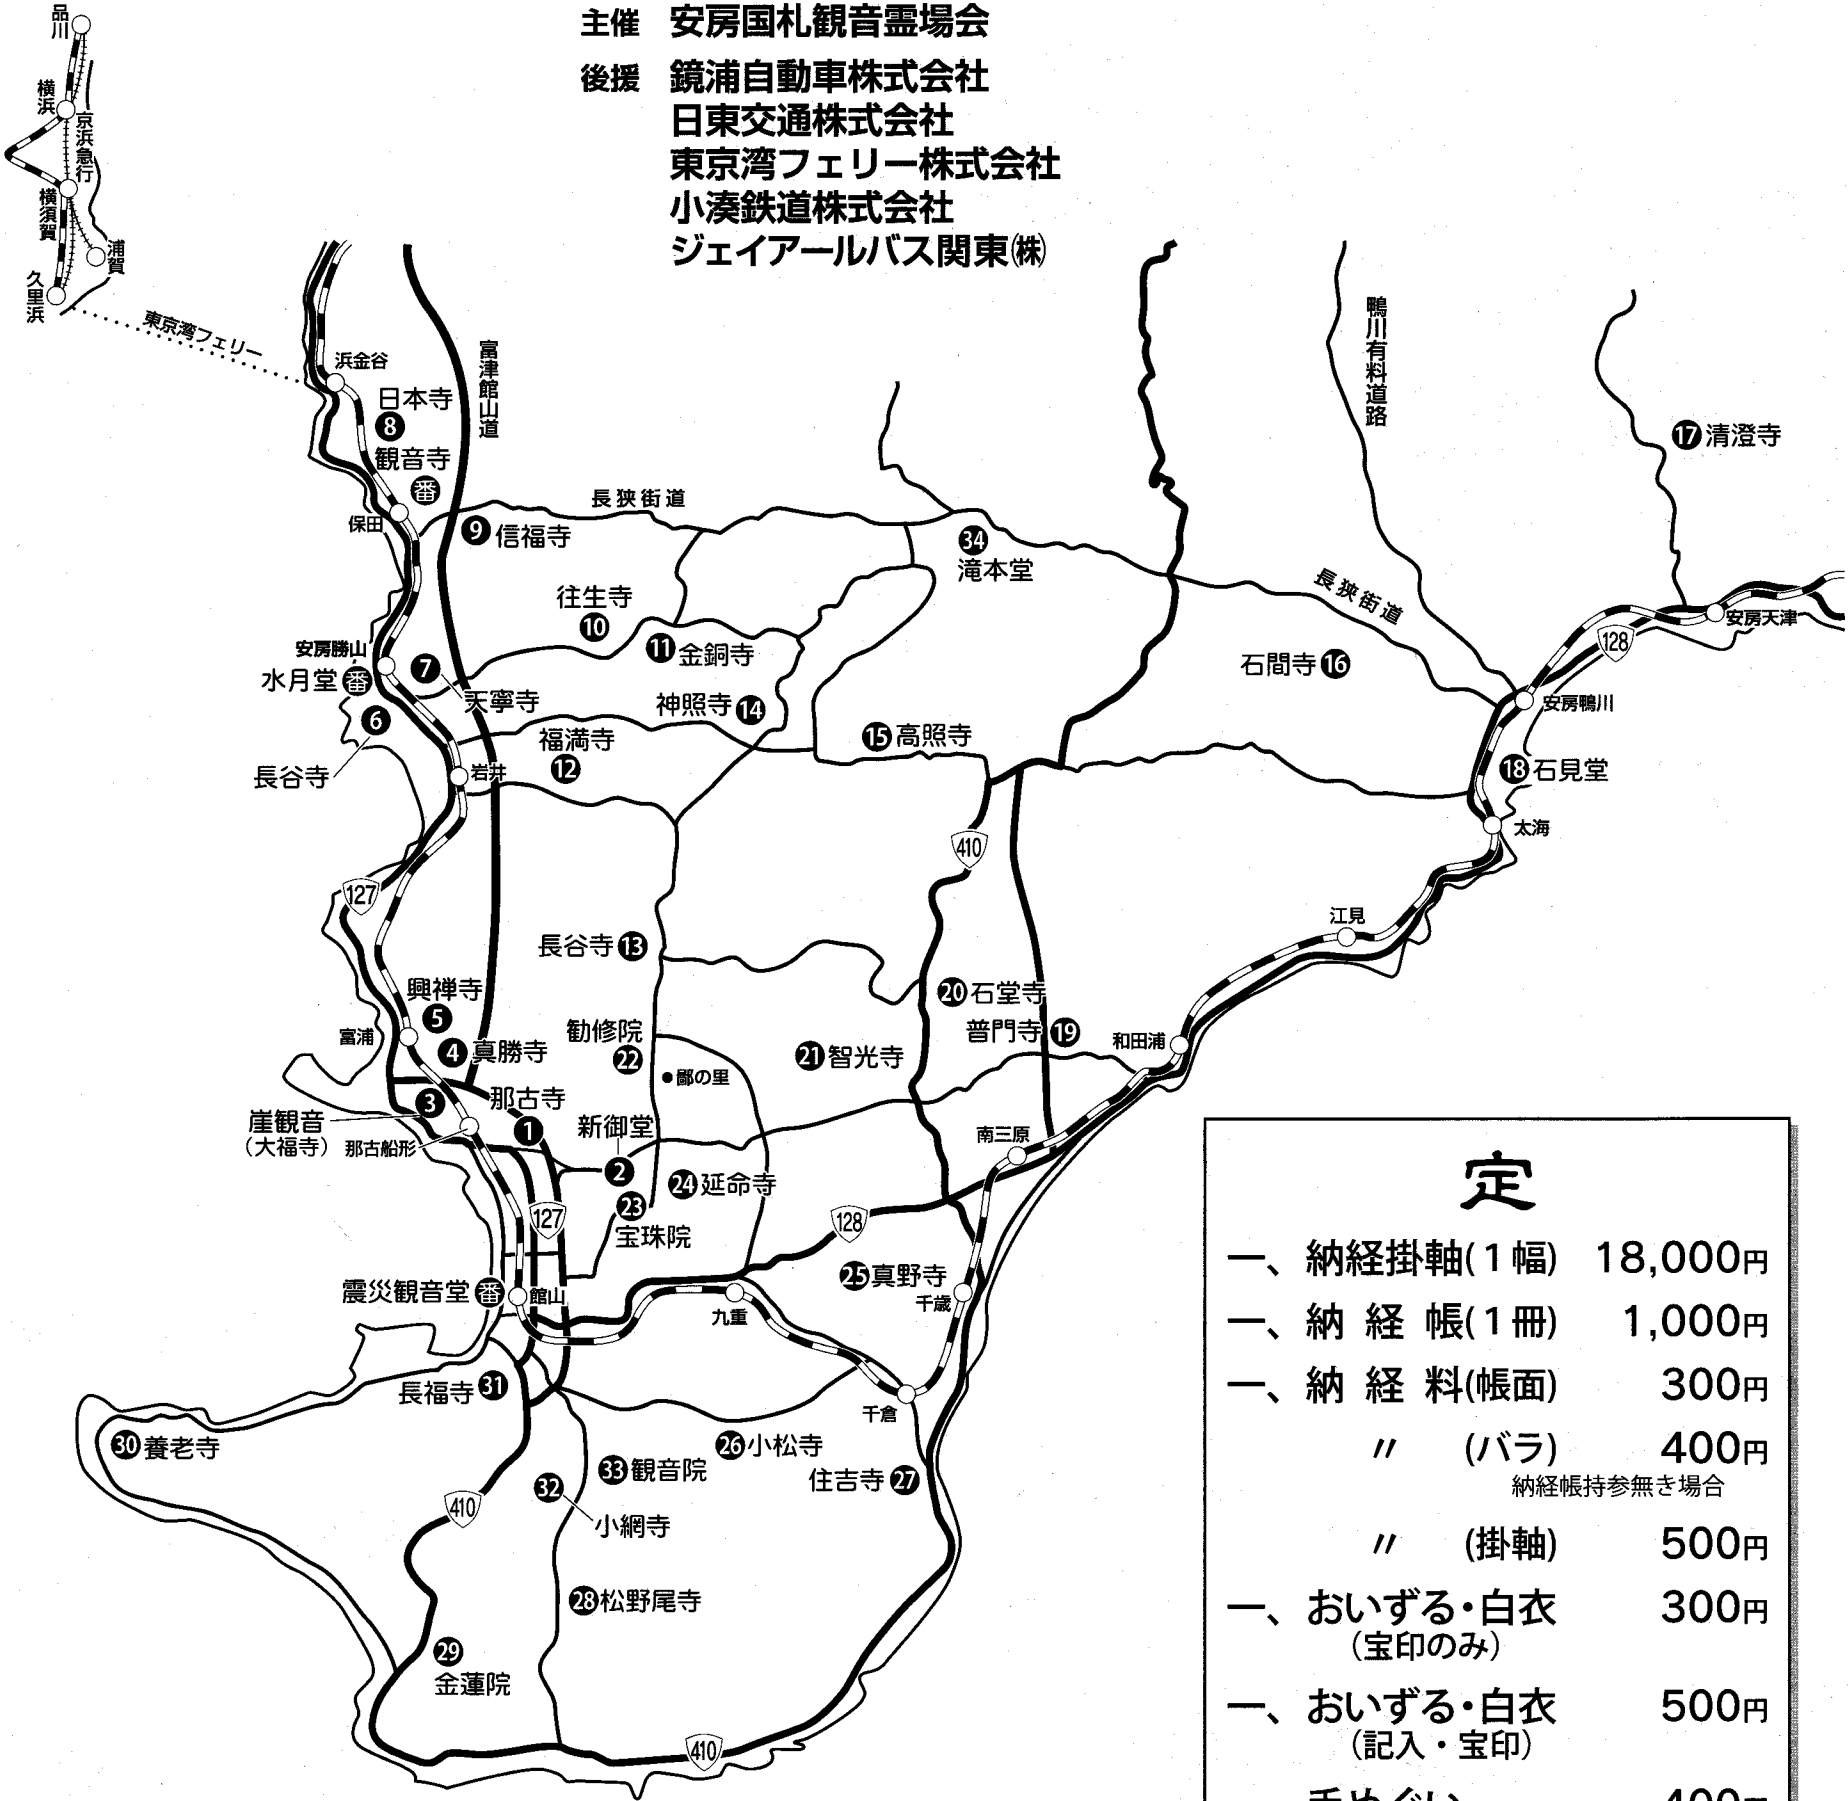 主催 安房国札観音霊場会
後援 鏡浦自動車株式会社
日東交通株式会社
東京湾フェリー株式会社
小湊鉄道株式会社
ジェイアールバス関東㈱
品川
横浜
京浜急行
横須賀
浦賀
久里浜
東京湾フェリー
浜金谷
富津館山道
鴨川有料道路
日本寺
8
観音寺
番
保田
長狭街道
9 信福寺
34
滝本堂
17 清澄寺
往生寺
10
11 金銅寺
長狭街道
安房天津
128
安房勝山
水月堂 番
7
天寧寺
6
長谷寺
神照寺 14
石間寺 16
安房鴨川
福満寺
12
岩井
15 高照寺
18 石見堂
太海
410
127
江見
長谷寺 13
興禅寺
5
富浦
4 真勝寺
勧修院
22
鄙の里
20 石堂寺
普門寺 19
21 智光寺
和田浦
3
崖観音
(大福寺)
那古船形
那古寺
1
新御堂
2
南三原
24 延命寺
23
宝珠院
127
128
震災観音堂 番
館山
九重
25 真野寺
千歳
長福寺 31
千倉
30 養老寺
26 小松寺
33 観音院
32
小網寺
住吉寺 27
410
28 松野尾寺
29
金蓮院
410
定
一、納経掛軸(1幅) 18,000円
一、納経帳(1冊) 1,000円
一、納経料(帳面) 300円
〃 (バラ) 400円
納経帳持参無き場合
〃 (掛軸) 500円
一、おいずる・白衣 300円
(宝印のみ)
一、おいずる・白衣 500円
(記入・宝印)